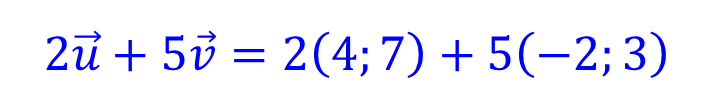 2u⃗ + 5v⃗ = 2(4; 7) + 5(−2; 3)